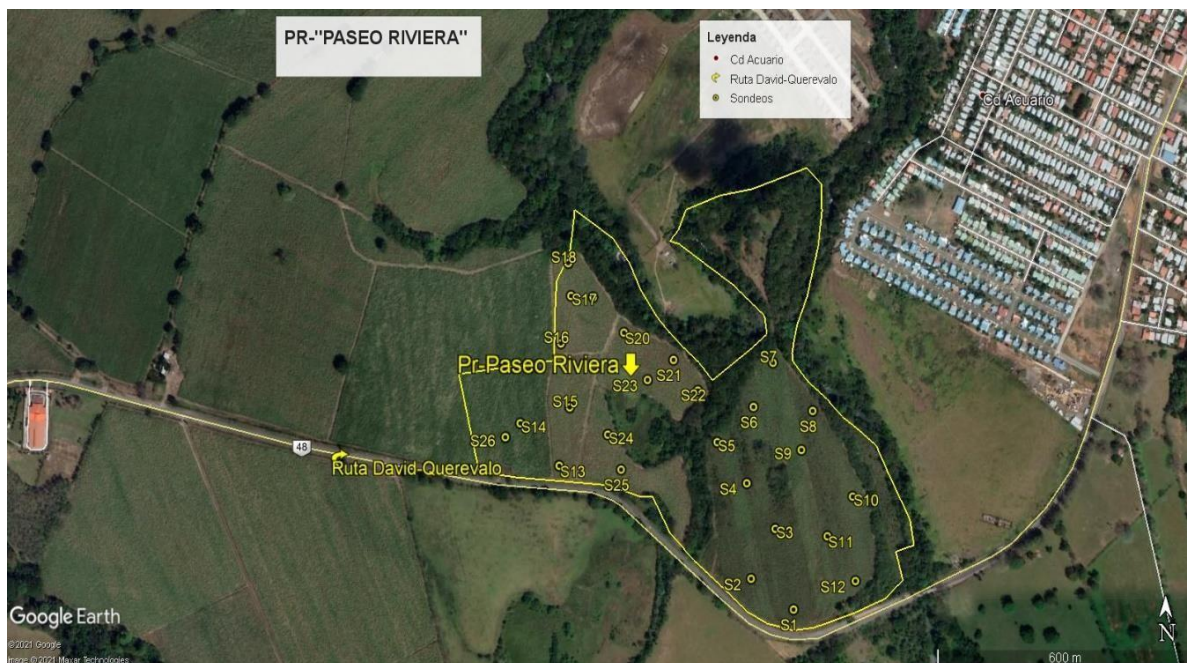 PR-"PASEO RIVIERA"
Leyenda
Cd Acuario
Ruta David-Querevalo
Sondeos
Cd Acuario
S18
S17
S16
S20
S7
Pr-Paseo Riviera
S21
S23
S22
S15
S6
S8
S14
S26
S24
S5
S9
48
Ruta David-Querevalo
S13
S25
S4
S10
S3
S11
S2
S12
S1
Google Earth
©2021 Google
Image © 2021 Maxar Technologies
N
600 m